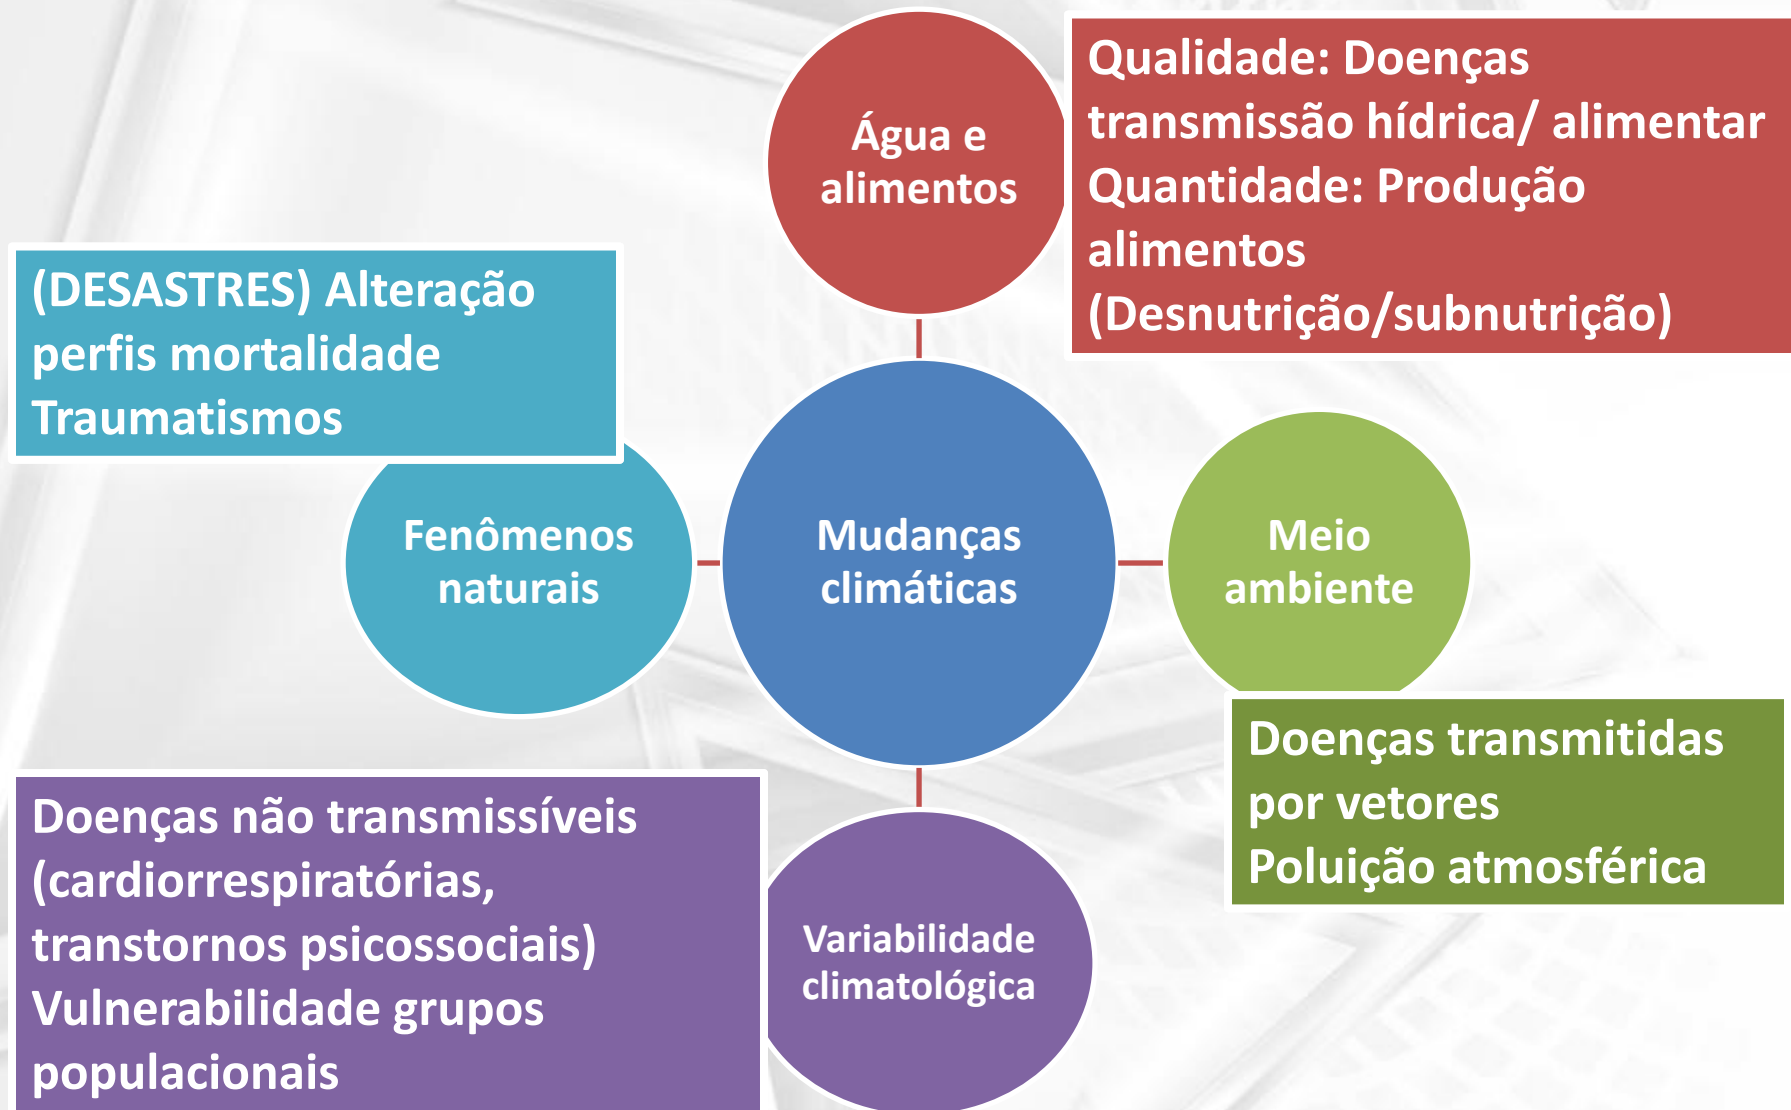 Água e
alimentos
Qualidade: Doenças
transmissão hídrica/ alimentar
Quantidade: Produção
alimentos
(Desnutrição/subnutrição)
(DESASTRES) Alteração
perfis mortalidade
Traumatismos
Fenômenos
naturais
Mudanças
climáticas
Meio
ambiente
Doenças transmitidas
por vetores
Poluição atmosférica
Doenças não transmissíveis
(cardiorrespiratórias,
transtornos psicossociais)
Vulnerabilidade grupos
populacionais
Variabilidade
climatológica